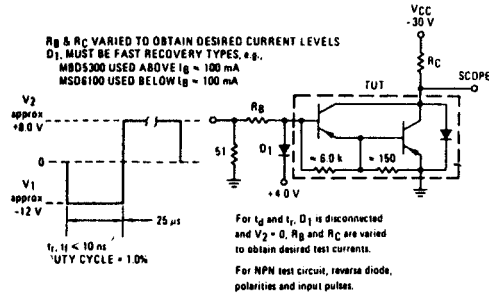 RB & RC VARIED TO OBTAIN DESIRED CURRENT LEVELS
D1, MUST BE FAST RECOVERY TYPES, e.g.,
MBD5300 USED ABOVE IB ≈ 100 mA
MSD6100 USED BELOW IB ≈ 100 mA
VCC
-30 V
RC
SCOPE
TUT
V2
approx
+8.0 V
0
V1
approx
-12 V
RB
51
D1
≈ 6.0 k
≈ 150
+4.0 V
25 µs
tr, tf < 10 ns
DUTY CYCLE = 1.0%
For td and tr, D1 is disconnected
and V2 = 0, RB and RC are varied
to obtain desired test currents.
For NPN test circuit, reverse diode,
polarities and input pulses.